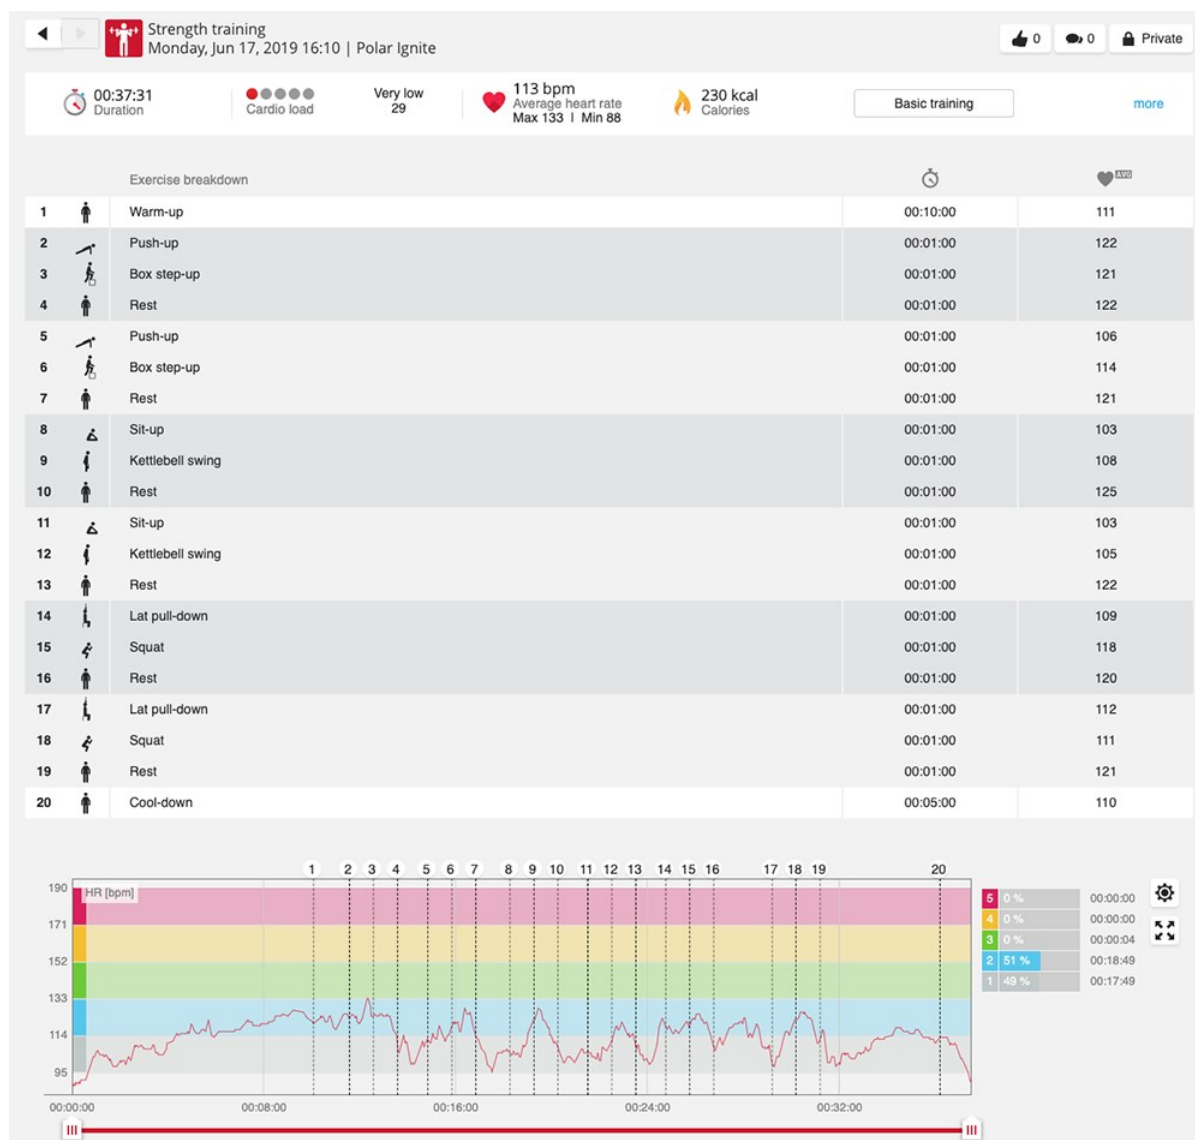 Strength training
Monday, Jun 17, 2019 16:10 | Polar Ignite
0
0
Private
00:37:31
Duration
Cardio load
Very low
29
113 bpm
Average heart rate
Max 133 | Min 88
230 kcal
Calories
Basic training
more
Exercise breakdown AVG
1 Warm-up 00:10:00 111
2 Push-up 00:01:00 122
3 Box step-up 00:01:00 121
4 Rest 00:01:00 122
5 Push-up 00:01:00 106
6 Box step-up 00:01:00 114
7 Rest 00:01:00 121
8 Sit-up 00:01:00 103
9 Kettlebell swing 00:01:00 108
10 Rest 00:01:00 125
11 Sit-up 00:01:00 103
12 Kettlebell swing 00:01:00 105
13 Rest 00:01:00 122
14 Lat pull-down 00:01:00 109
15 Squat 00:01:00 118
16 Rest 00:01:00 120
17 Lat pull-down 00:01:00 112
18 Squat 00:01:00 111
19 Rest 00:01:00 121
20 Cool-down 00:05:00 110
1 2 3 4 5 6 7 8 9 10 11 12 13 14 15 16 17 18 19 20
HR [bpm]
190
171
152
133
114
95
00:00:00 00:08:00 00:16:00 00:24:00 00:32:00
5 0 % 00:00:00
4 0 % 00:00:00
3 0 % 00:00:04
2 51 % 00:18:49
1 49 % 00:17:49